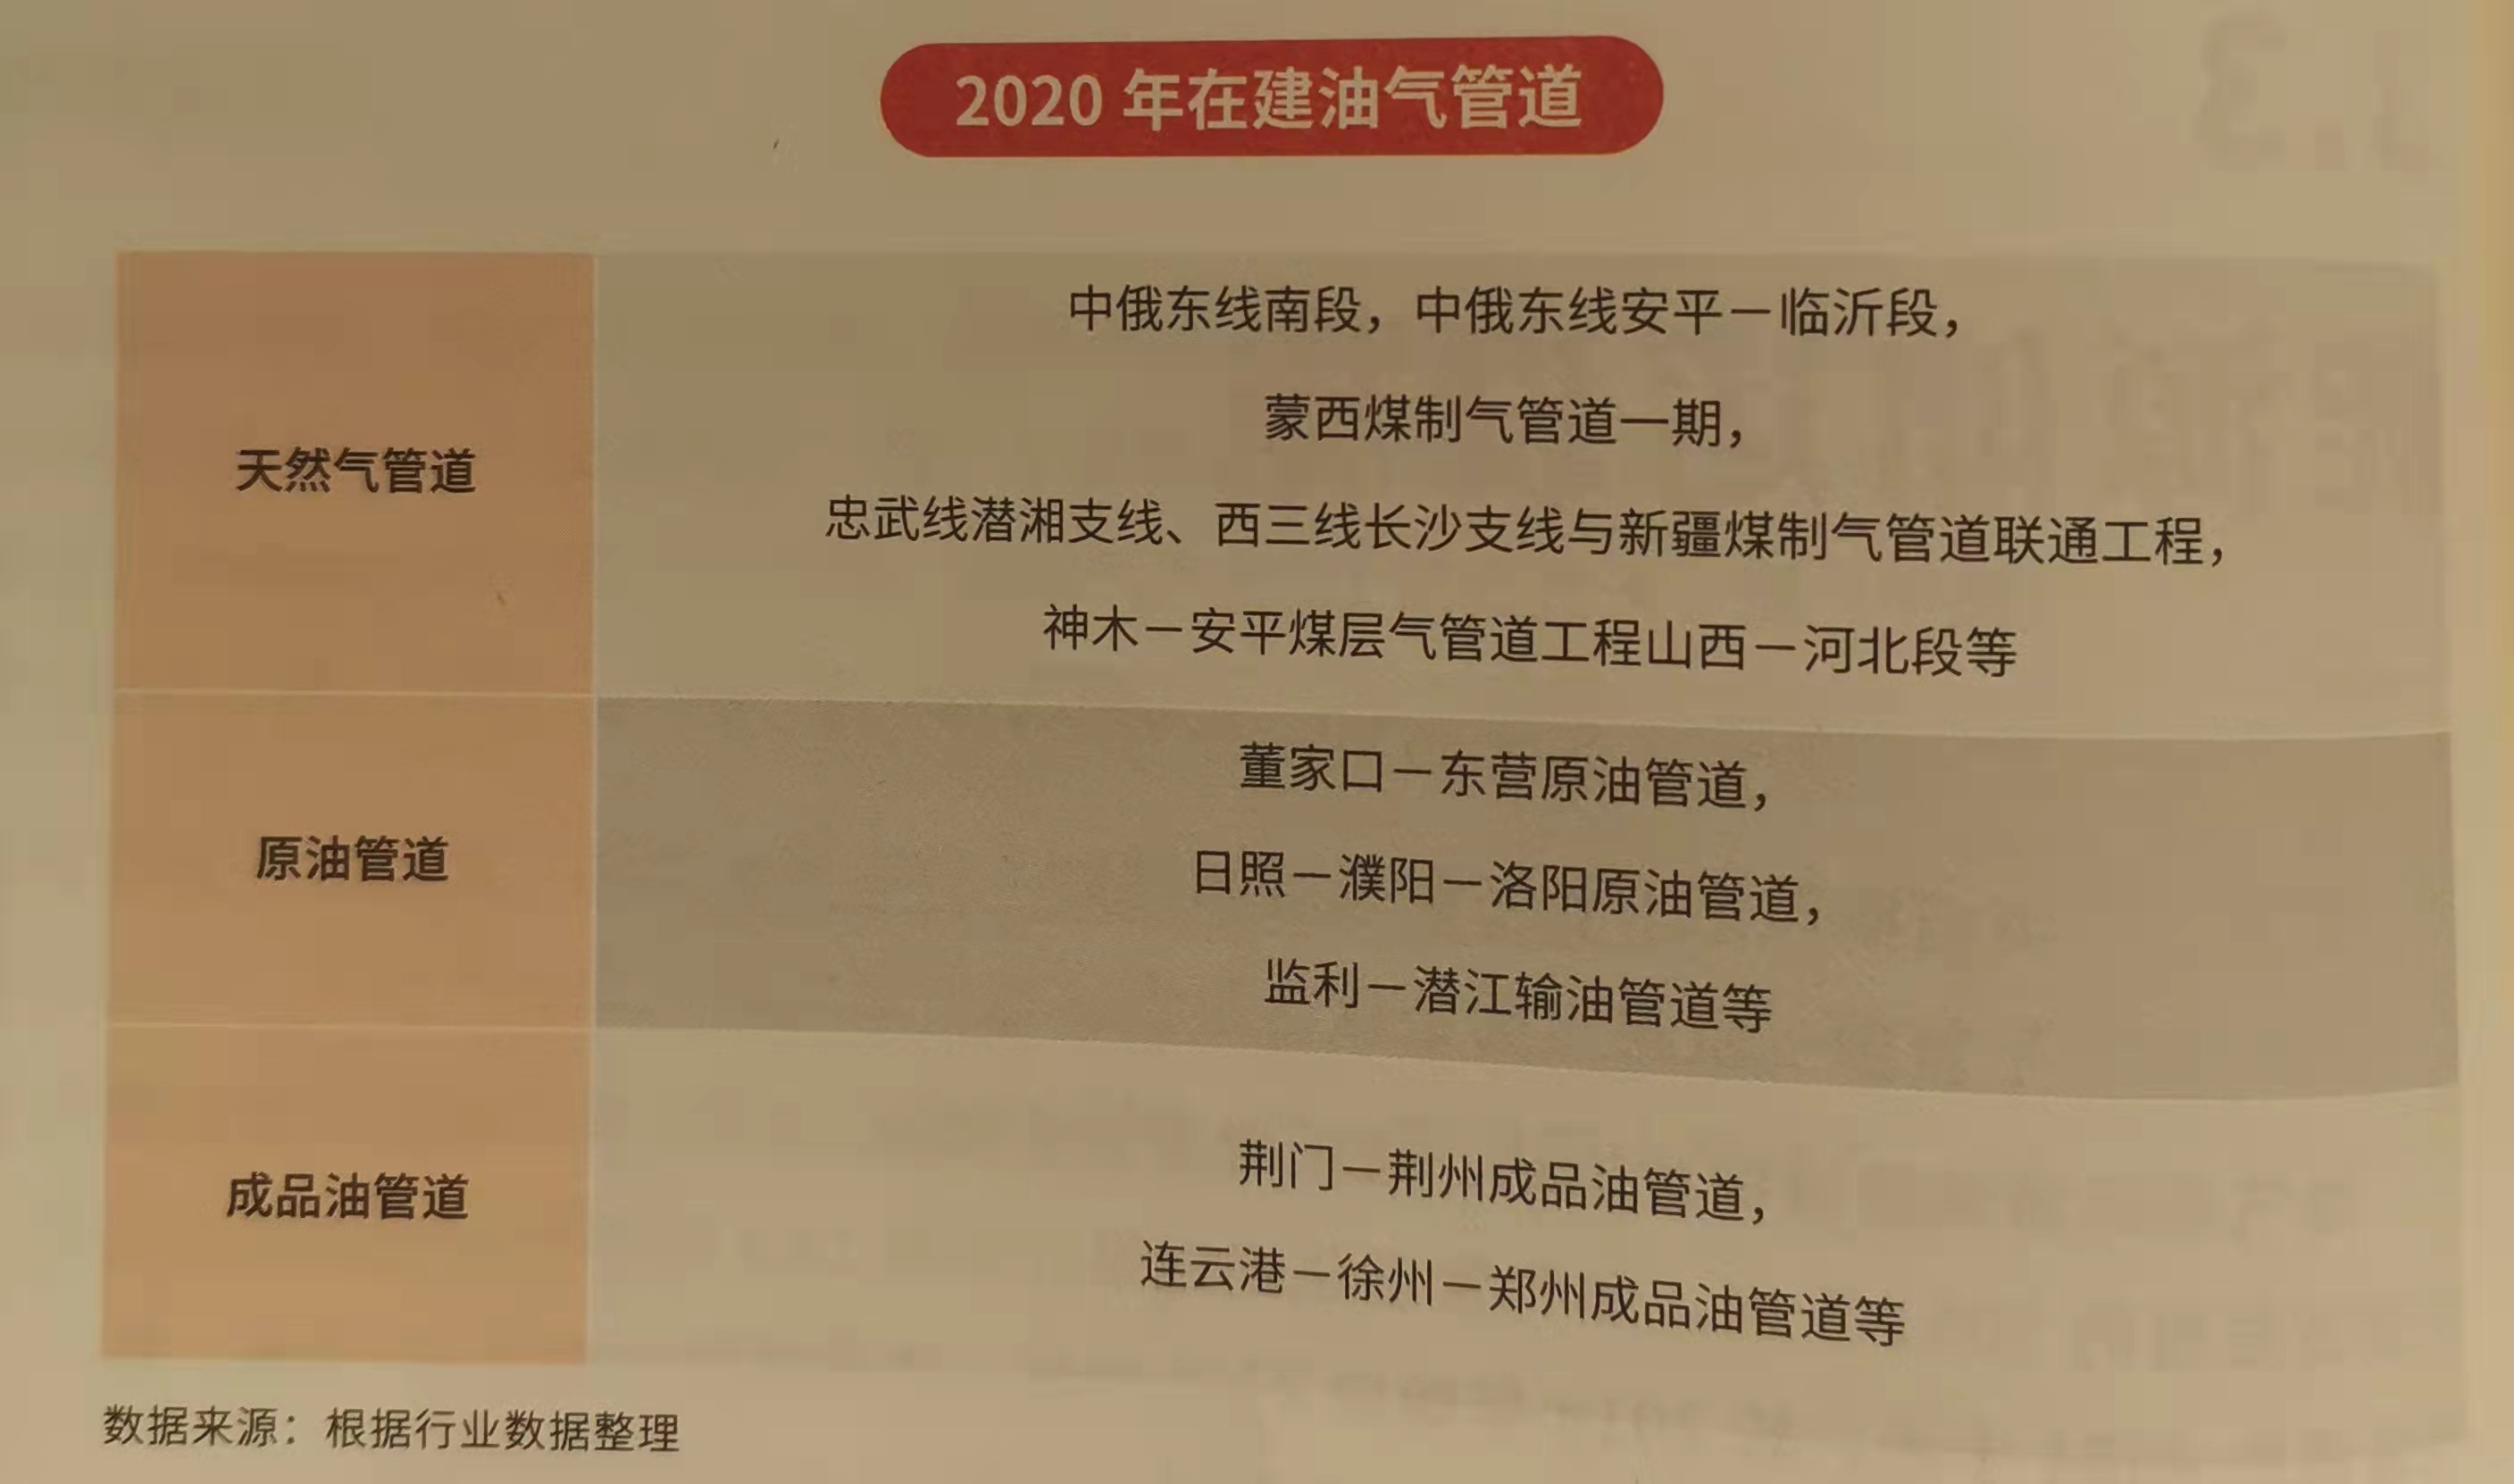 2020 年在建油气管道
天然气管道
中俄东线南段，中俄东线安平－临沂段，
蒙西煤制气管道一期，
忠武线潜湘支线、西三线长沙支线与新疆煤制气管道联通工程，
神木－安平煤层气管道工程山西－河北段等
原油管道
董家口－东营原油管道，
日照－濮阳－洛阳原油管道，
监利－潜江输油管道等
成品油管道
荆门－荆州成品油管道，
连云港－徐州－郑州成品油管道等
数据来源：根据行业数据整理